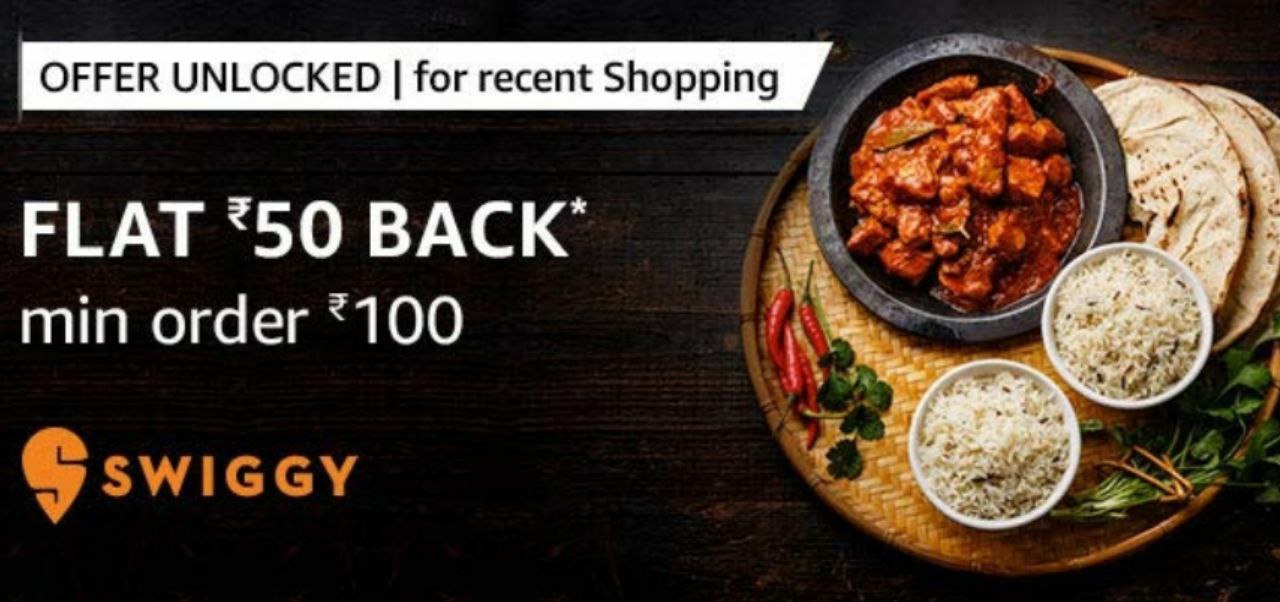 OFFER UNLOCKED | for recent Shopping
FLAT ₹50 BACK*
min order ₹100
SWIGGY